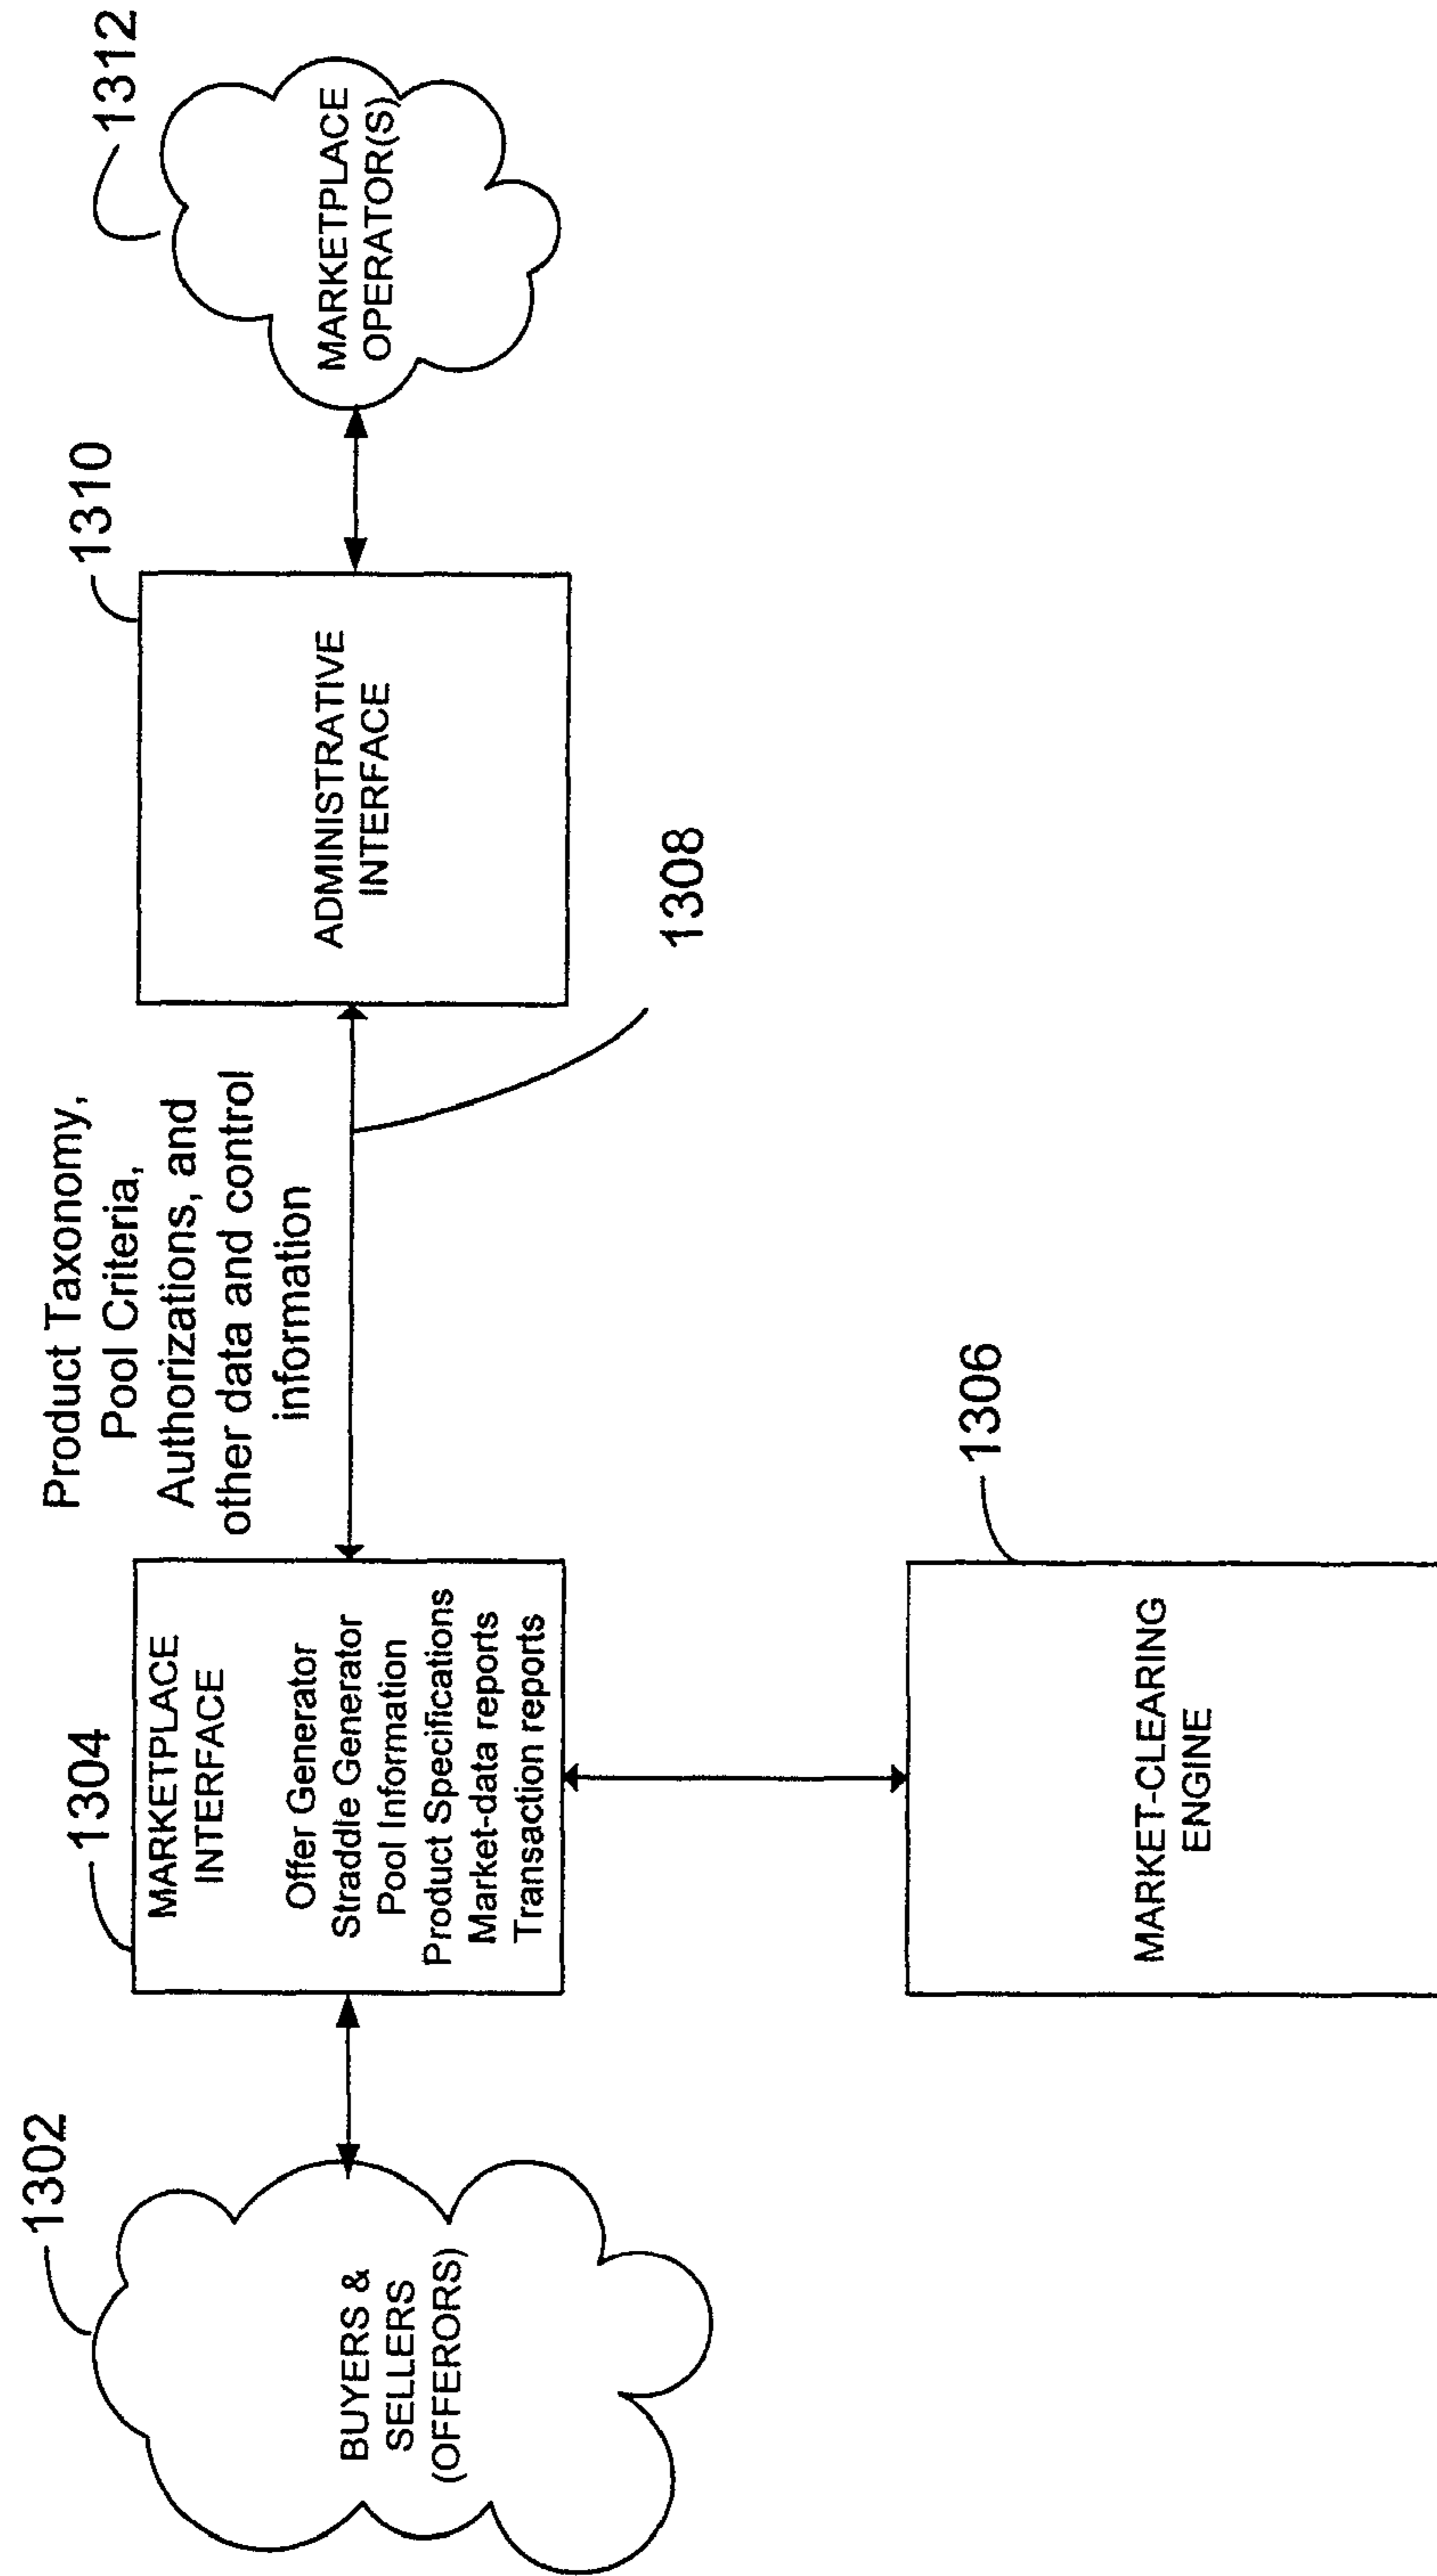 1302
BUYERS &
SELLERS
(OFFERORS)
1304
MARKETPLACE
INTERFACE
Offer Generator
Straddle Generator
Pool Information
Product Specifications
Market-data reports
Transaction reports
Product Taxonomy,
Pool Criteria,
Authorizations, and
other data and control
information
1308
1310
ADMINISTRATIVE
INTERFACE
1312
MARKETPLACE
OPERATOR(S)
1306
MARKET-CLEARING
ENGINE